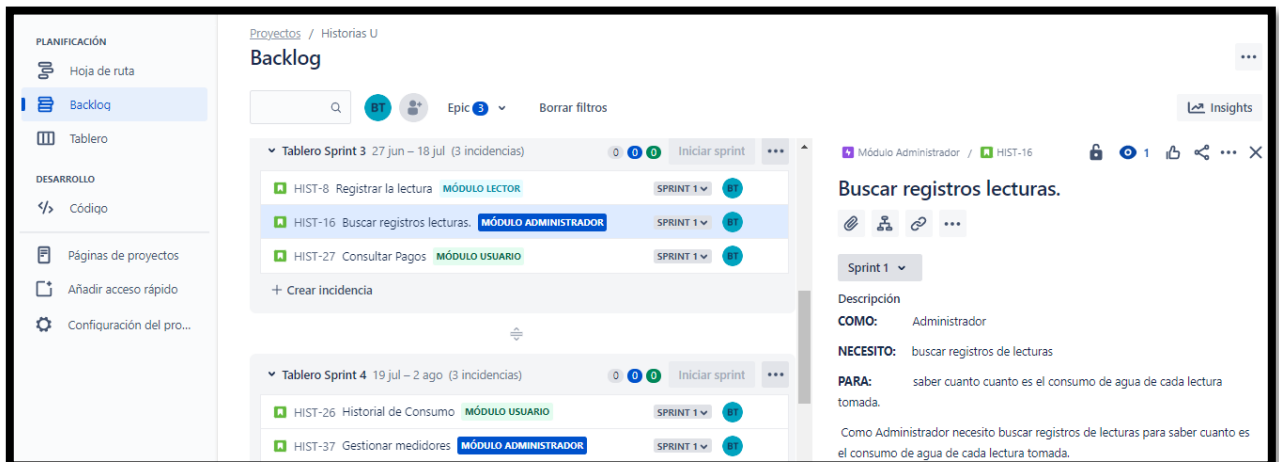 PLANIFICACIÓN
Hoja de ruta
Backlog
Tablero
DESARROLLO
Código
Páginas de proyectos
Añadir acceso rápido
Configuración del pro...
Proyectos / Historias U
Backlog
BT
Epic 3
Borrar filtros
Insights
Tablero Sprint 3 27 jun – 18 jul (3 incidencias) 0 0 0 Iniciar sprint
HIST-8 Registrar la lectura MÓDULO LECTOR SPRINT 1 BT
HIST-16 Buscar registros lecturas. MÓDULO ADMINISTRADOR SPRINT 1 BT
HIST-27 Consultar Pagos MÓDULO USUARIO SPRINT 1 BT
+ Crear incidencia
Tablero Sprint 4 19 jul – 2 ago (3 incidencias) 0 0 0 Iniciar sprint
HIST-26 Historial de Consumo MÓDULO USUARIO SPRINT 1 BT
HIST-37 Gestionar medidores MÓDULO ADMINISTRADOR SPRINT 1 BT
Módulo Administrador / HIST-16 1
Buscar registros lecturas.
Sprint 1
Descripción
COMO: Administrador
NECESITO: buscar registros de lecturas
PARA: saber cuanto cuanto es el consumo de agua de cada lectura
tomada.
Como Administrador necesito buscar registros de lecturas para saber cuanto es
el consumo de agua de cada lectura tomada.